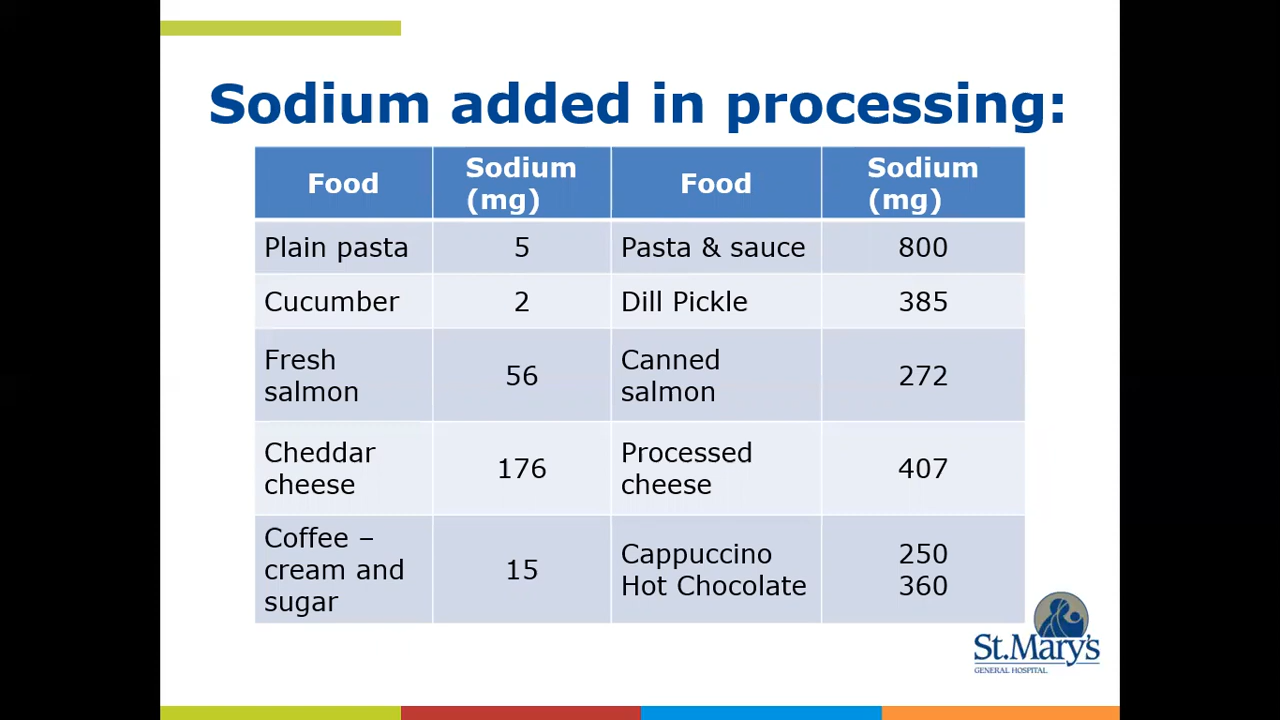 Sodium added in processing:
Food
Sodium
(mg)
Food
Sodium
(mg)
Plain pasta
5
Pasta & sauce
800
Cucumber
2
Dill Pickle
385
Fresh
salmon
56
Canned
salmon
272
Cheddar
cheese
176
Processed
cheese
407
Coffee –
cream and
sugar
15
Cappuccino
Hot Chocolate
250
360
St.Mary's
GENERAL HOSPITAL